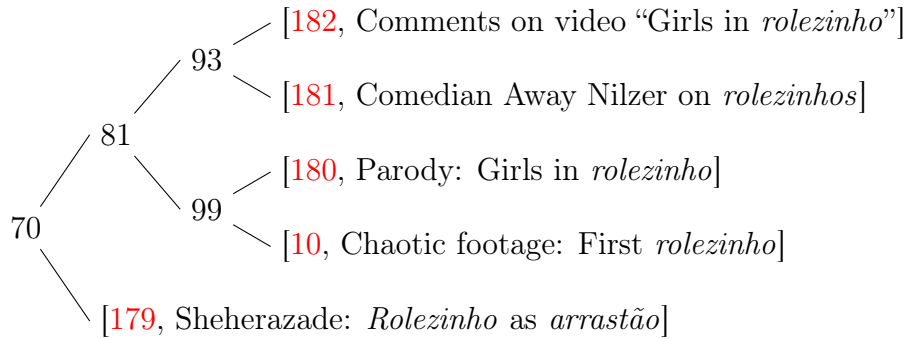 [182, Comments on video “Girls in rolezinho”]
93
[181, Comedian Away Nilzer on rolezinhos]
81
[180, Parody: Girls in rolezinho]
99
70
[10, Chaotic footage: First rolezinho]
[179, Sheherazade: Rolezinho as arrastão]